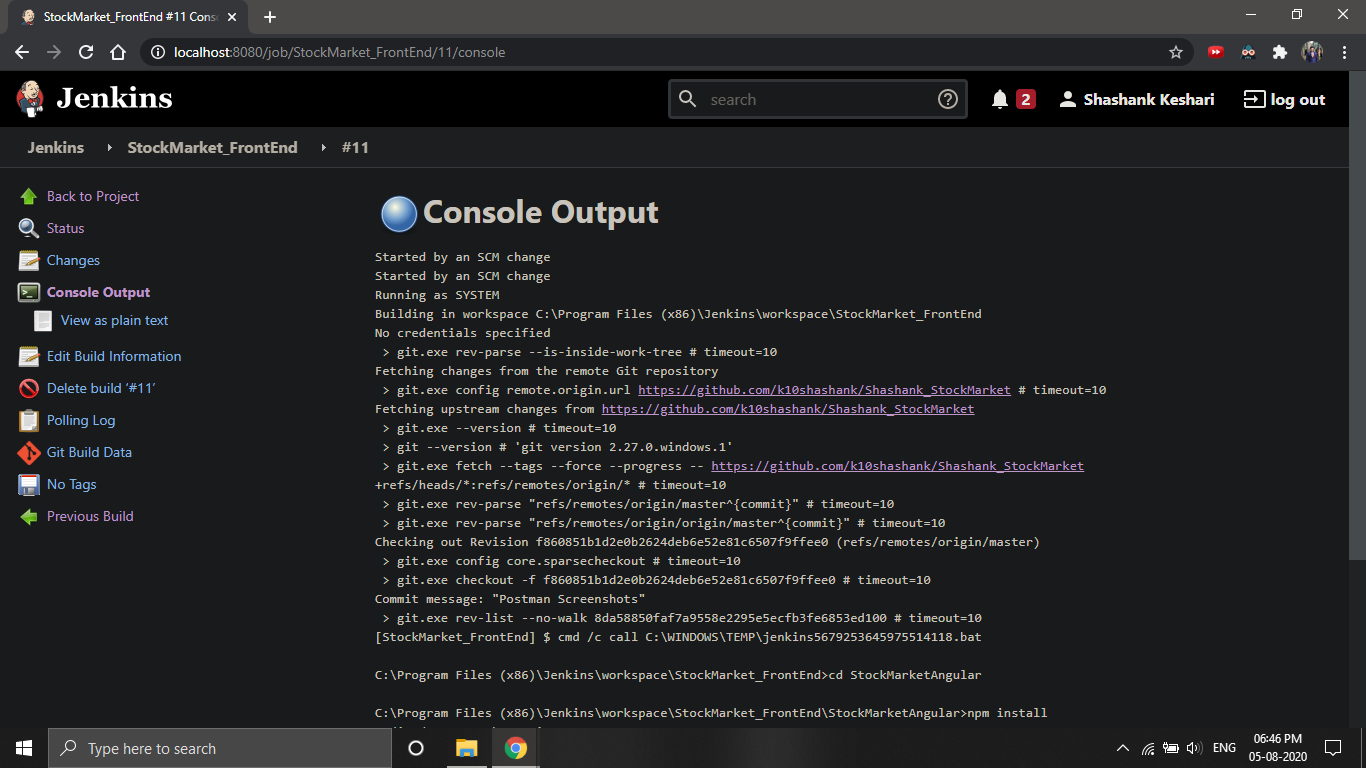 StockMarket_FrontEnd #11 Cons
localhost:8080/job/StockMarket_FrontEnd/11/console
Jenkins
search
2
Shashank Keshari
log out
Jenkins
StockMarket_FrontEnd
#11
Back to Project
Status
Changes
Console Output
View as plain text
Edit Build Information
Delete build ‘#11’
Polling Log
Git Build Data
No Tags
Previous Build
Console Output
Started by an SCM change
Started by an SCM change
Running as SYSTEM
Building in workspace C:\Program Files (x86)\Jenkins\workspace\StockMarket_FrontEnd
No credentials specified
> git.exe rev-parse --is-inside-work-tree # timeout=10
Fetching changes from the remote Git repository
> git.exe config remote.origin.url https://github.com/k10shashank/Shashank_StockMarket # timeout=10
Fetching upstream changes from https://github.com/k10shashank/Shashank_StockMarket
> git.exe --version # timeout=10
> git --version # 'git version 2.27.0.windows.1'
> git.exe fetch --tags --force --progress -- https://github.com/k10shashank/Shashank_StockMarket
+refs/heads/*:refs/remotes/origin/* # timeout=10
> git.exe rev-parse "refs/remotes/origin/master^{commit}" # timeout=10
> git.exe rev-parse "refs/remotes/origin/origin/master^{commit}" # timeout=10
Checking out Revision f860851b1d2e0b2624deb6e52e81c6507f9ffee0 (refs/remotes/origin/master)
> git.exe config core.sparsecheckout # timeout=10
> git.exe checkout -f f860851b1d2e0b2624deb6e52e81c6507f9ffee0 # timeout=10
Commit message: "Postman Screenshots"
> git.exe rev-list --no-walk 8da58850faf7a9558e2295e5ecfb3fe6853ed100 # timeout=10
[StockMarket_FrontEnd] $ cmd /c call C:\WINDOWS\TEMP\jenkins5679253645975514118.bat
C:\Program Files (x86)\Jenkins\workspace\StockMarket_FrontEnd>cd StockMarketAngular
C:\Program Files (x86)\Jenkins\workspace\StockMarket_FrontEnd\StockMarketAngular>npm install
Type here to search
ENG
06:46 PM
05-08-2020